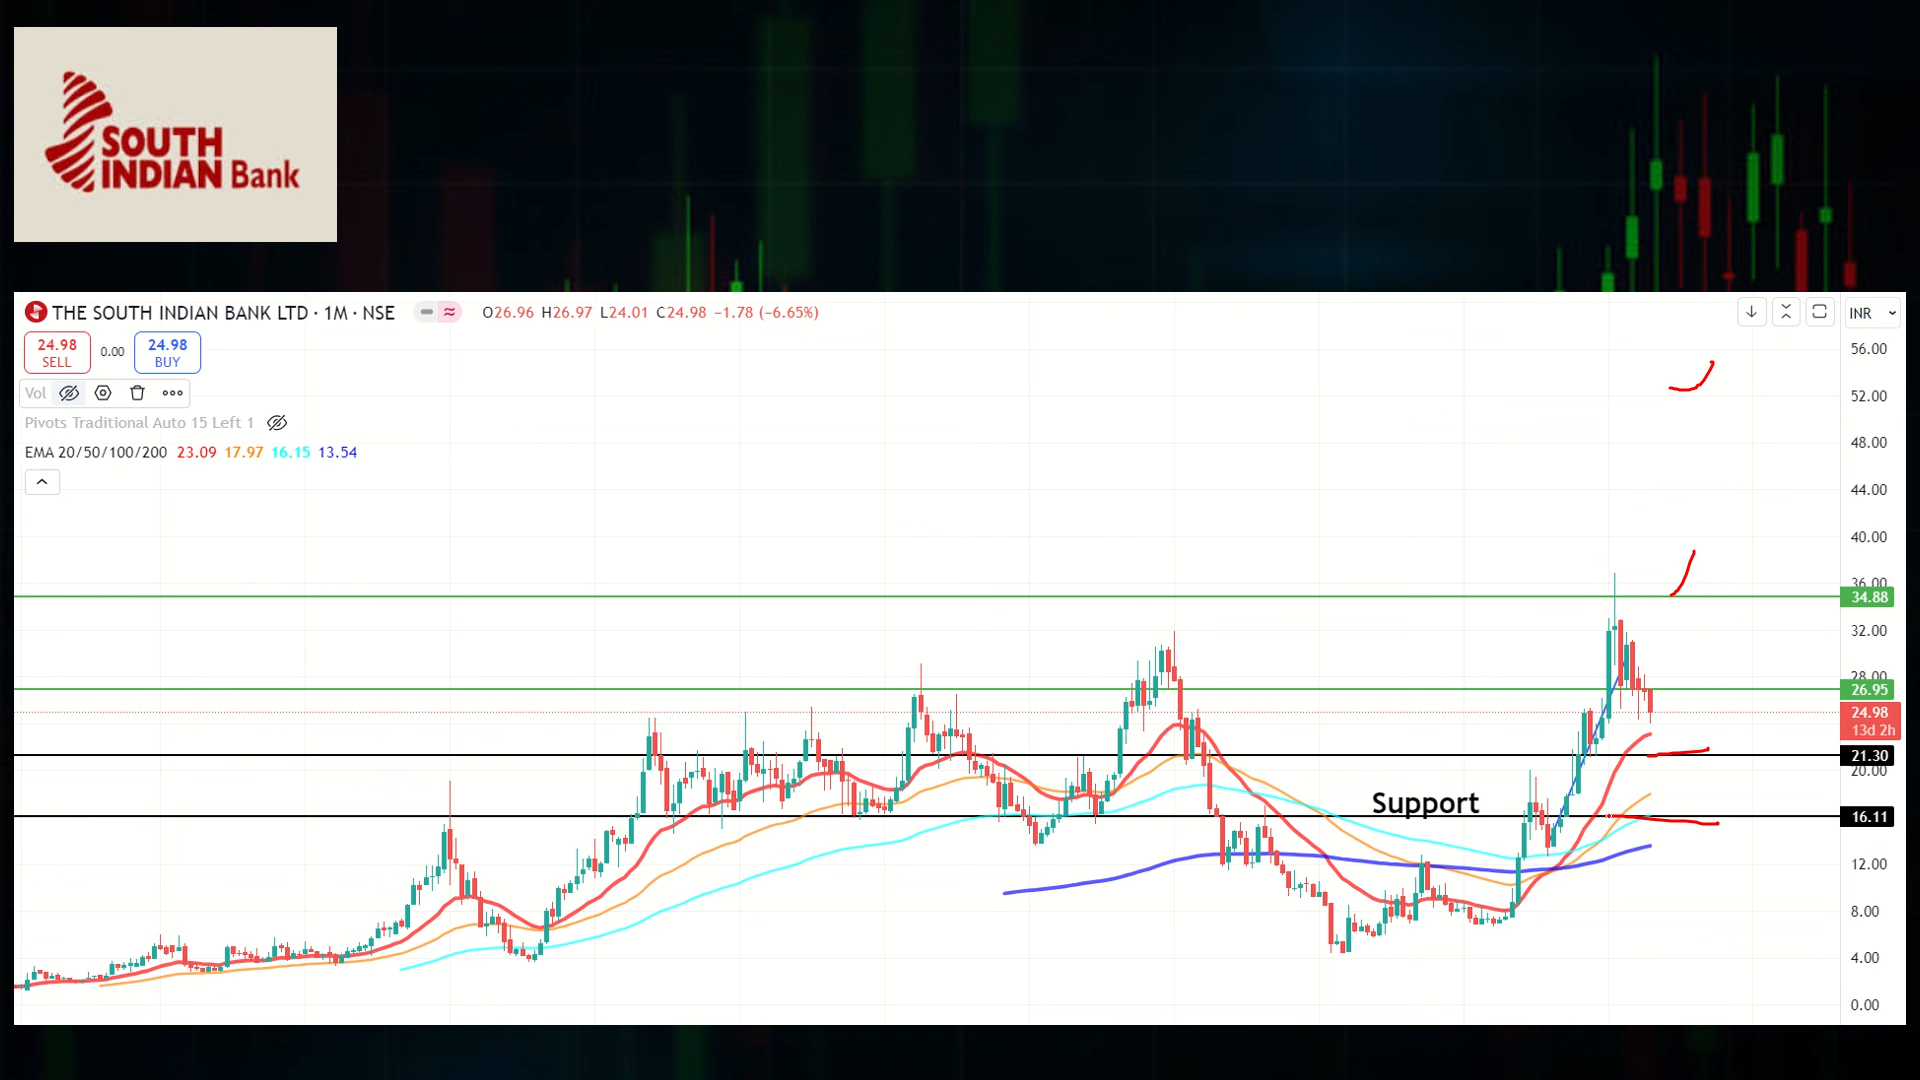 SOUTH
INDIAN Bank
THE SOUTH INDIAN BANK LTD · 1M · NSE
O26.96 H26.97 L24.01 C24.98 −1.78 (−6.65%)
INR
24.98
SELL
0.00
24.98
BUY
Vol
Pivots Traditional Auto 15 Left 1
EMA 20/50/100/200 23.09 17.97 16.15 13.54
56.00
52.00
48.00
44.00
40.00
36.00
34.88
32.00
28.00
26.95
24.98
13d 2h
21.30
20.00
Support
16.11
12.00
8.00
4.00
0.00